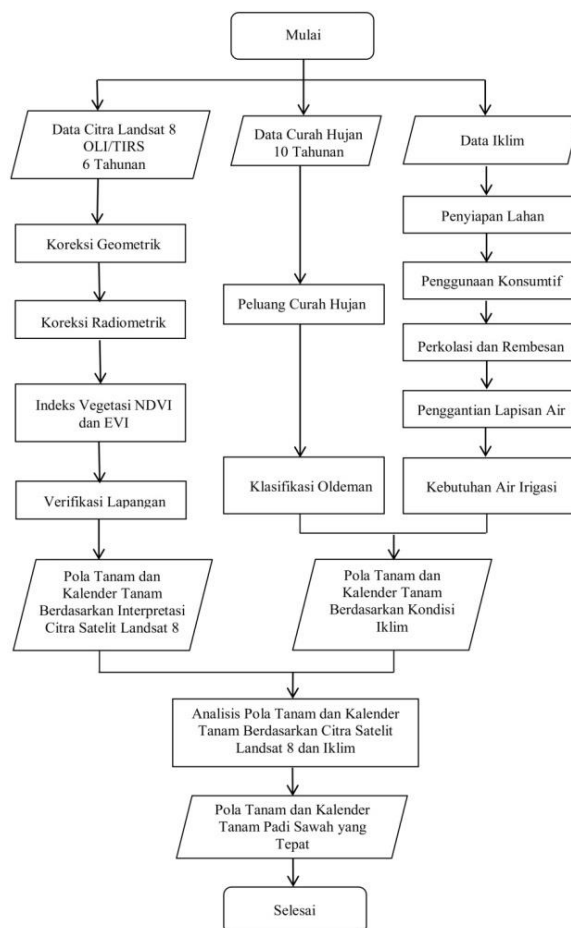 Mulai
Data Citra Landsat 8
OLI/TIRS
6 Tahunan
Data Curah Hujan
10 Tahunan
Data Iklim
Koreksi Geometrik
Koreksi Radiometrik
Indeks Vegetasi NDVI
dan EVI
Verifikasi Lapangan
Peluang Curah Hujan
Klasifikasi Oldeman
Penyiapan Lahan
Penggunaan Konsumtif
Perkolasi dan Rembesan
Penggantian Lapisan Air
Kebutuhan Air Irigasi
Pola Tanam dan
Kalender Tanam
Berdasarkan Interpretasi
Citra Satelit Landsat 8
Pola Tanam dan
Kalender Tanam
Berdasarkan Kondisi
Iklim
Analisis Pola Tanam dan Kalender
Tanam Berdasarkan Citra Satelit
Landsat 8 dan Iklim
Pola Tanam dan Kalender
Tanam Padi Sawah yang
Tepat
Selesai